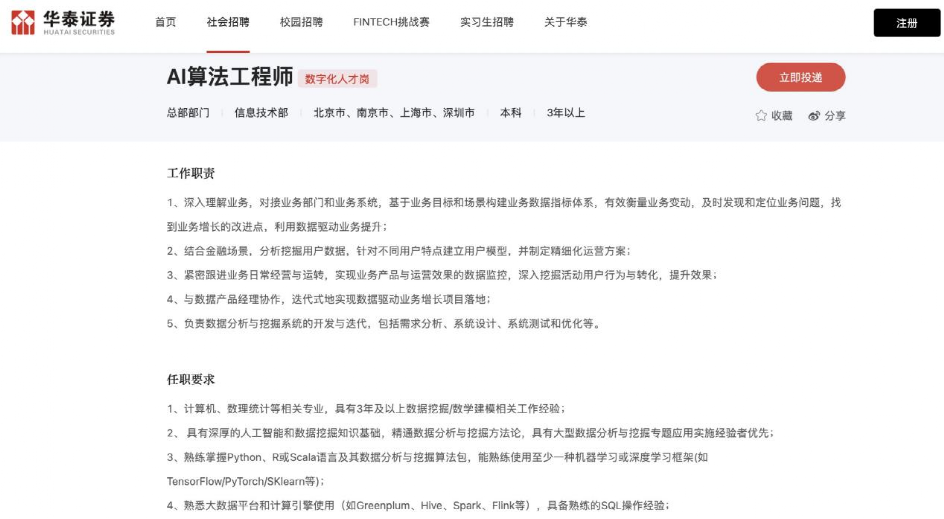 华泰证券
HUATAI SECURITIES
首页 社会招聘 校园招聘 FINTECH挑战赛 实习生招聘 关于华泰
注册
AI算法工程师 数字化人才岗
立即投递
总部部门 信息技术部 北京市、南京市、上海市、深圳市 本科 3年以上
收藏 分享
工作职责
1、深入理解业务，对接业务部门和业务系统，基于业务目标和场景构建业务数据指标体系，有效衡量业务变动，及时发现和定位业务问题，找
到业务增长的改进点，利用数据驱动业务提升；
2、结合金融场景，分析挖掘用户数据，针对不同用户特点建立用户模型，并制定精细化运营方案；
3、紧密跟进业务日常经营与运转，实现业务产品与运营效果的数据监控，深入挖掘活动用户行为与转化，提升效果；
4、与数据产品经理协作，迭代式地实现数据驱动业务增长项目落地；
5、负责数据分析与挖掘系统的开发与迭代，包括需求分析、系统设计、系统测试和优化等。
任职要求
1、计算机、数理统计等相关专业，具有3年及以上数据挖掘/数学建模相关工作经验；
2、 具有深厚的人工智能和数据挖掘知识基础，精通数据分析与挖掘方法论，具有大型数据分析与挖掘专题应用实施经验者优先；
3、熟练掌握Python、R或Scala语言及其数据分析与挖掘算法包，能熟练使用至少一种机器学习或深度学习框架(如
TensorFlow/PyTorch/SKlearn等)；
4、熟悉大数据平台和计算引擎使用（如Greenplum、Hive、Spark、Flink等），具备熟练的SQL操作经验；